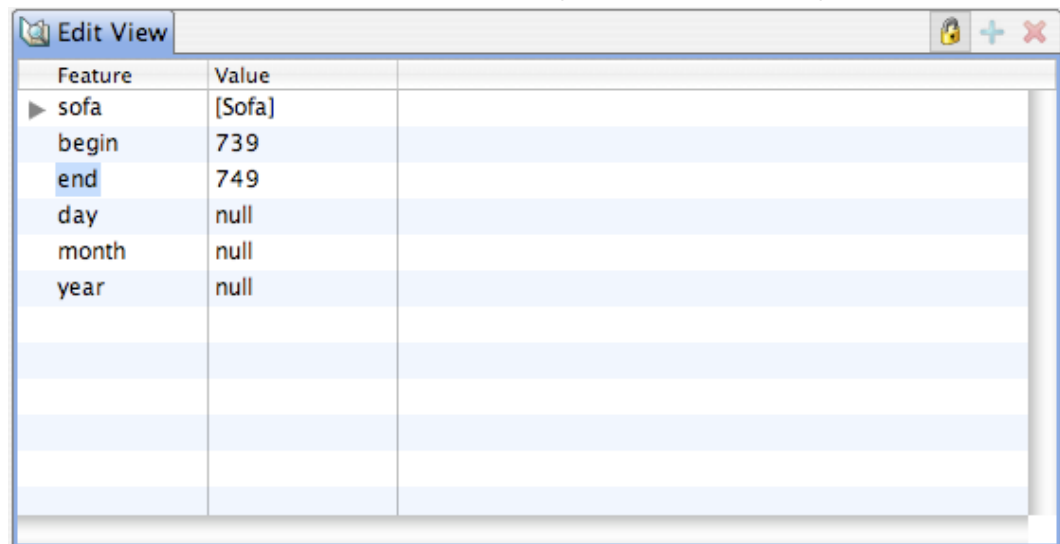 Edit View
Feature Value
sofa [Sofa]
begin 739
end 749
day null
month null
year null